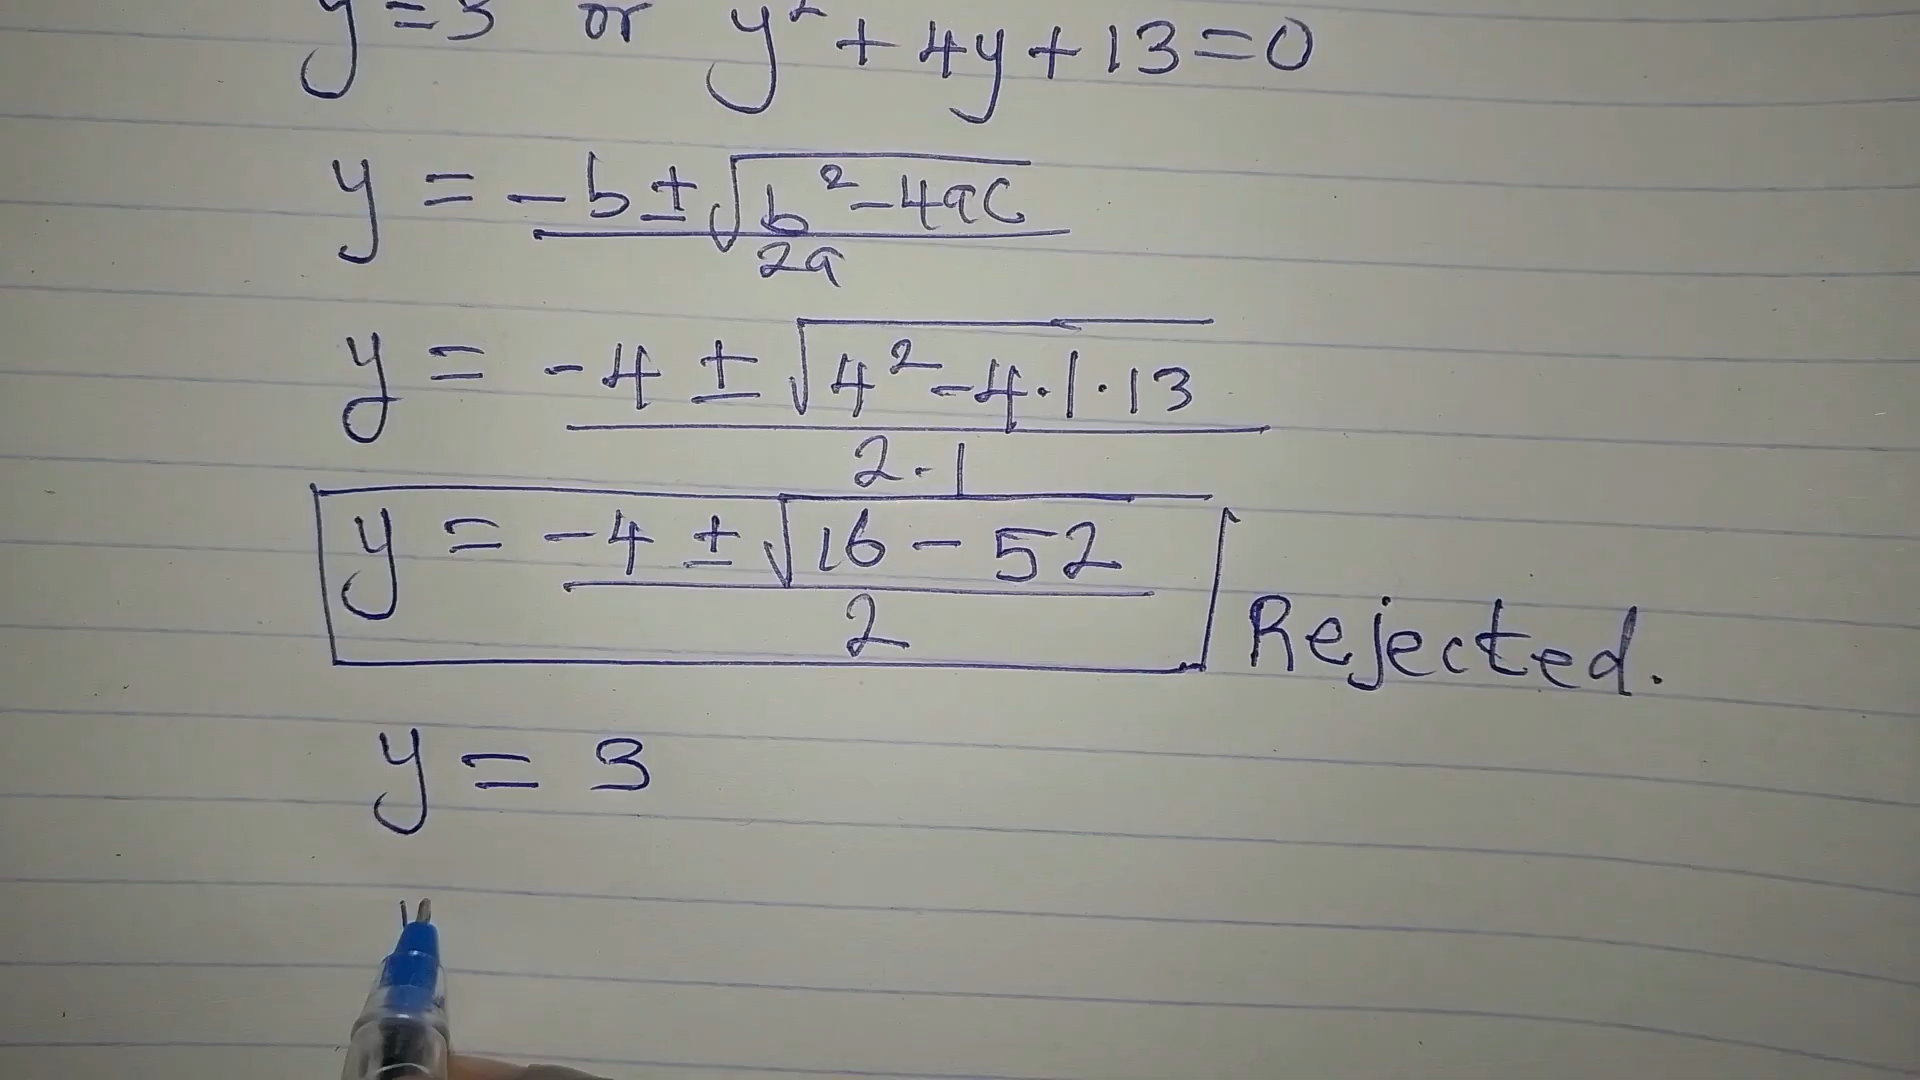 y = 3 or y² + 4y + 13 = 0
y = -b ± √(b² - 4ac) / 2a
y = -4 ± √(4² - 4·1·13) / 2·1
y = -4 ± √(16 - 52) / 2 Rejected.
y = 3